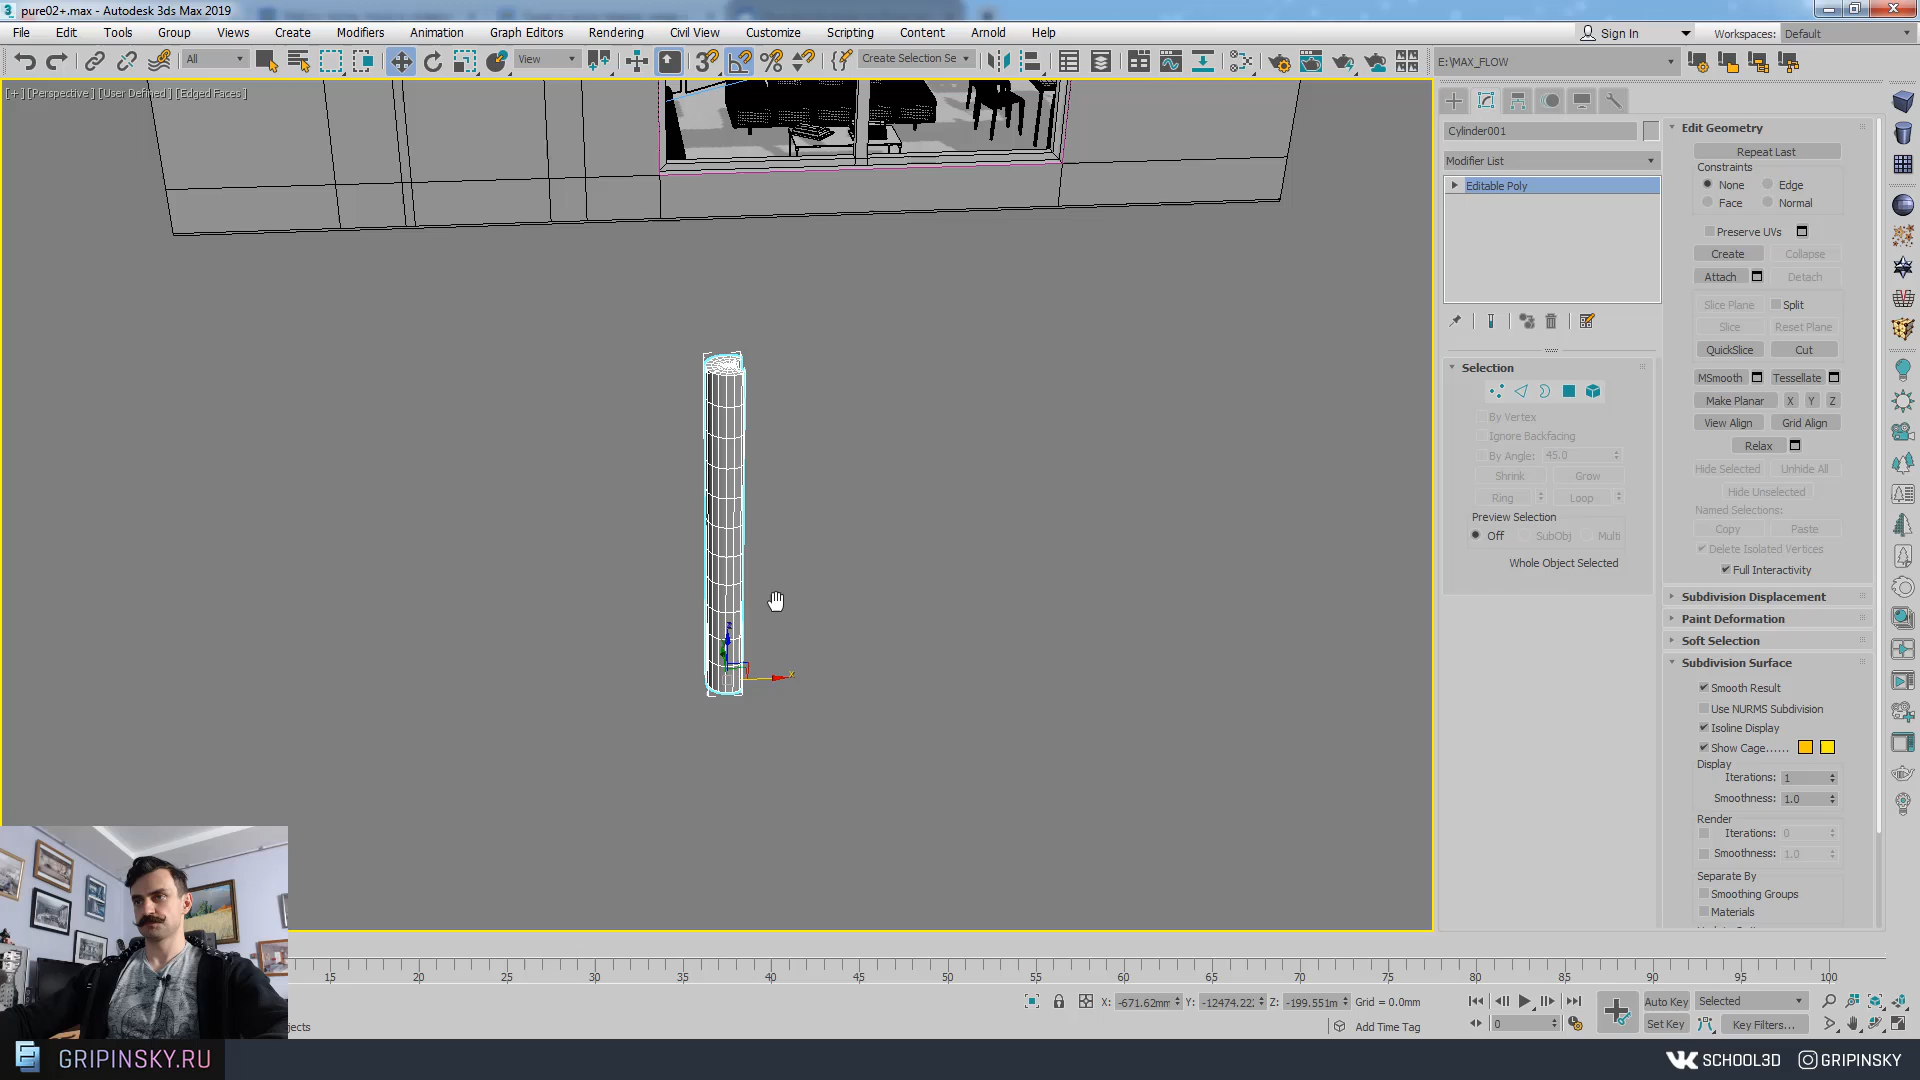 pure02+.max - Autodesk 3ds Max 2019
File Edit Tools Group Views Create Modifiers Animation Graph Editors Rendering Civil View Customize Scripting Content Arnold Help
Sign In Workspaces: Default
All View Create Selection Se E:\MAX_FLOW
[+] [Perspective] [User Defined] [Edged Faces]
Cylinder001
Modifier List
Editable Poly
Selection
By Vertex
Ignore Backfacing
By Angle: 45.0
Shrink Grow
Ring Loop
Preview Selection
Off SubObj Multi
Whole Object Selected
Edit Geometry
Repeat Last
Constraints
None Edge
Face Normal
Preserve UVs
Create Collapse
Attach Detach
Slice Plane Split
Slice Reset Plane
QuickSlice Cut
MSmooth Tessellate
Make Planar X Y Z
View Align Grid Align
Relax
Hide Selected Unhide All
Hide Unselected
Named Selections:
Copy Paste
Delete Isolated Vertices
Full Interactivity
Subdivision Displacement
Paint Deformation
Soft Selection
Subdivision Surface
Smooth Result
Use NURMS Subdivision
Isoline Display
Show Cage......
Display
Iterations: 1
Smoothness: 1.0
Render
Iterations: 0
Smoothness: 1.0
Separate By
Smoothing Groups
Materials
z
x
15 20 25 30 35 40 45 50 55 60 65 70 75 80 85 90 95 100
X: -671.62mm Y: -12474.22: Z: -199.551m Grid = 0.0mm
Auto Key Selected
jects
Add Time Tag
0
Set Key Key Filters...
GRIPINSKY.RU
SCHOOL3D GRIPINSKY